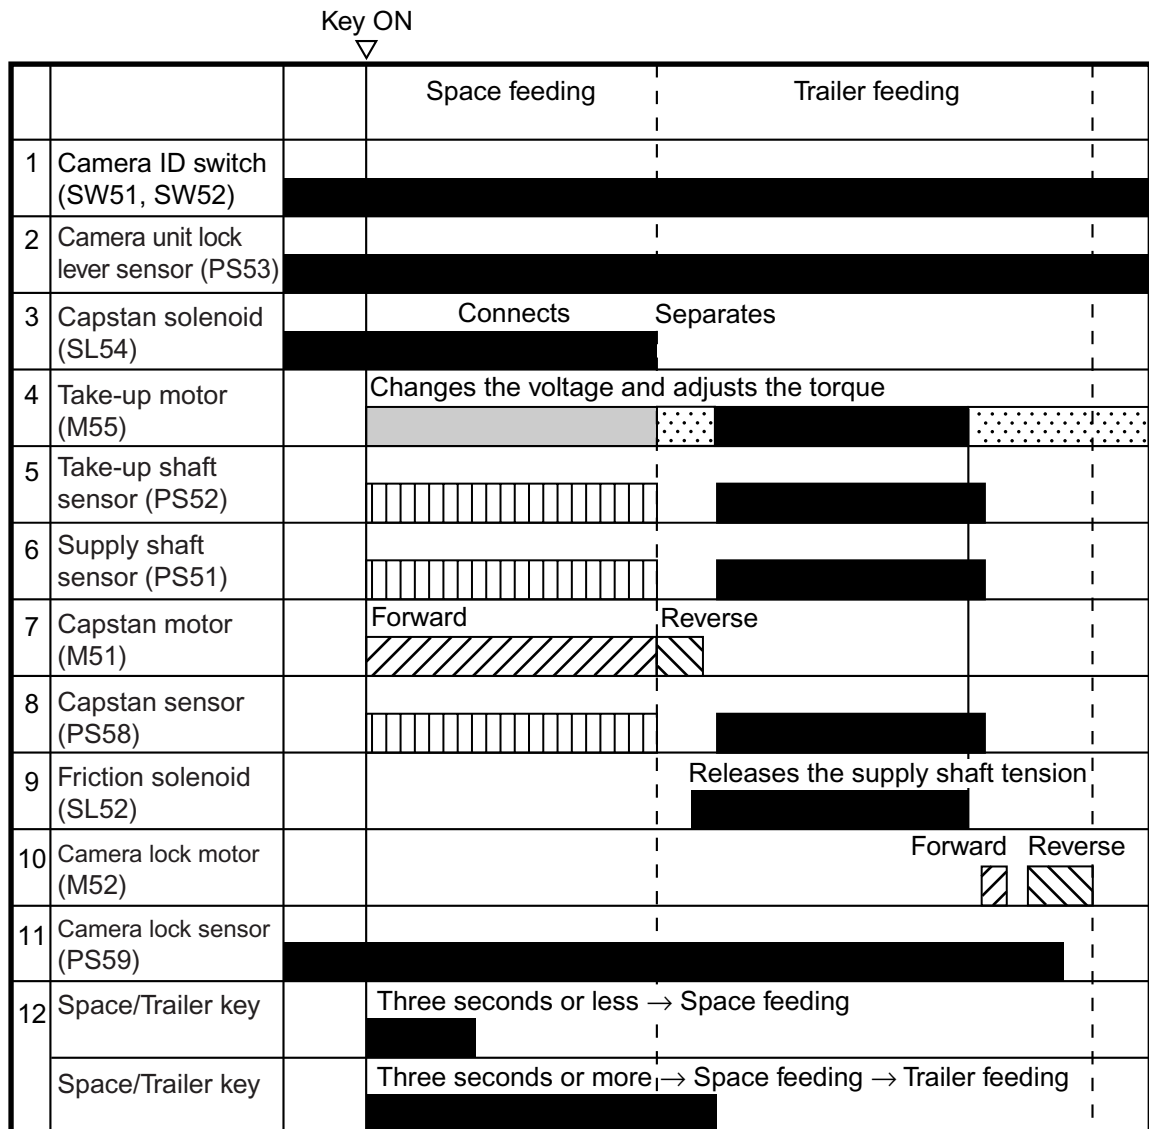 Key ON
Space feeding
Trailer feeding
1 Camera ID switch
(SW51, SW52)
2 Camera unit lock
lever sensor (PS53)
3 Capstan solenoid
(SL54)
Connects
Separates
4 Take-up motor
(M55)
Changes the voltage and adjusts the torque
5 Take-up shaft
sensor (PS52)
6 Supply shaft
sensor (PS51)
7 Capstan motor
(M51)
Forward
Reverse
8 Capstan sensor
(PS58)
9 Friction solenoid
(SL52)
Releases the supply shaft tension
10 Camera lock motor
(M52)
Forward
Reverse
11 Camera lock sensor
(PS59)
12 Space/Trailer key
Three seconds or less → Space feeding
Space/Trailer key
Three seconds or more → Space feeding → Trailer feeding